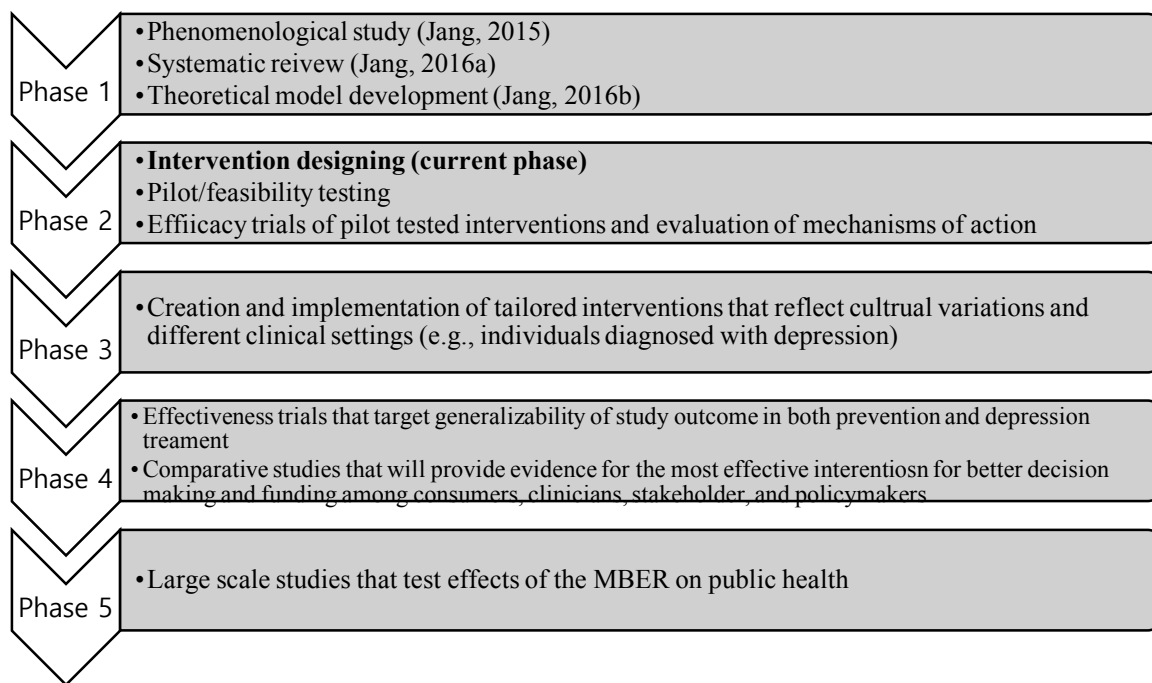 Phase 1
•Phenomenological study (Jang, 2015)
•Systematic reivew (Jang, 2016a)
•Theoretical model development (Jang, 2016b)
Phase 2
•Intervention designing (current phase)
•Pilot/feasibility testing
•Effiicacy trials of pilot tested interventions and evaluation of mechanisms of action
Phase 3
•Creation and implementation of tailored interventions that reflect cultrual variations and
different clinical settings (e.g., individuals diagnosed with depression)
Phase 4
•Effectiveness trials that target generalizability of study outcome in both prevention and depression
treament
•Comparative studies that will provide evidence for the most effective interentiosn for better decision
making and funding among consumers, clinicians, stakeholder, and policymakers
Phase 5
•Large scale studies that test effects of the MBER on public health